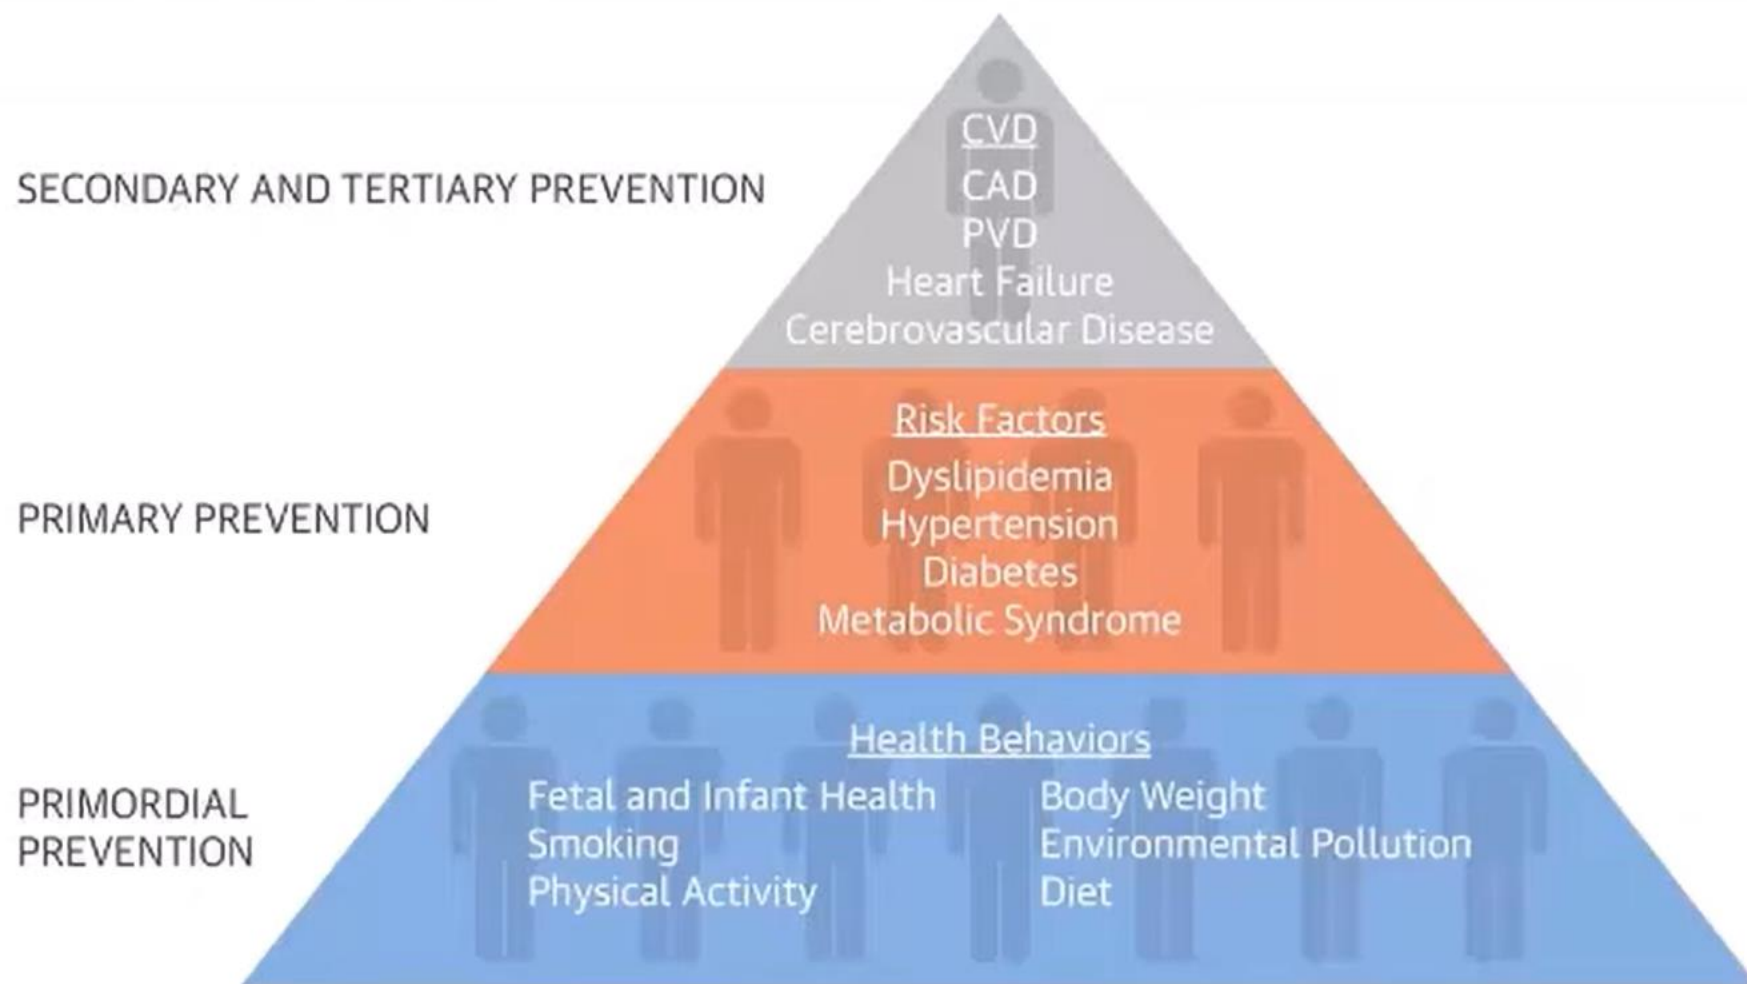 SECONDARY AND TERTIARY PREVENTION
CVD
CAD
PVD
Heart Failure
Cerebrovascular Disease
PRIMARY PREVENTION
Risk Factors
Dyslipidemia
Hypertension
Diabetes
Metabolic Syndrome
PRIMORDIAL
PREVENTION
Health Behaviors
Fetal and Infant Health
Smoking
Physical Activity
Body Weight
Environmental Pollution
Diet